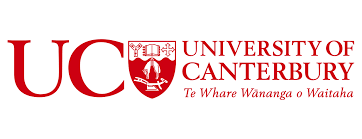 UC
UNIVERSITY OF
CANTERBURY
Te Whare Wānanga o Waitaha